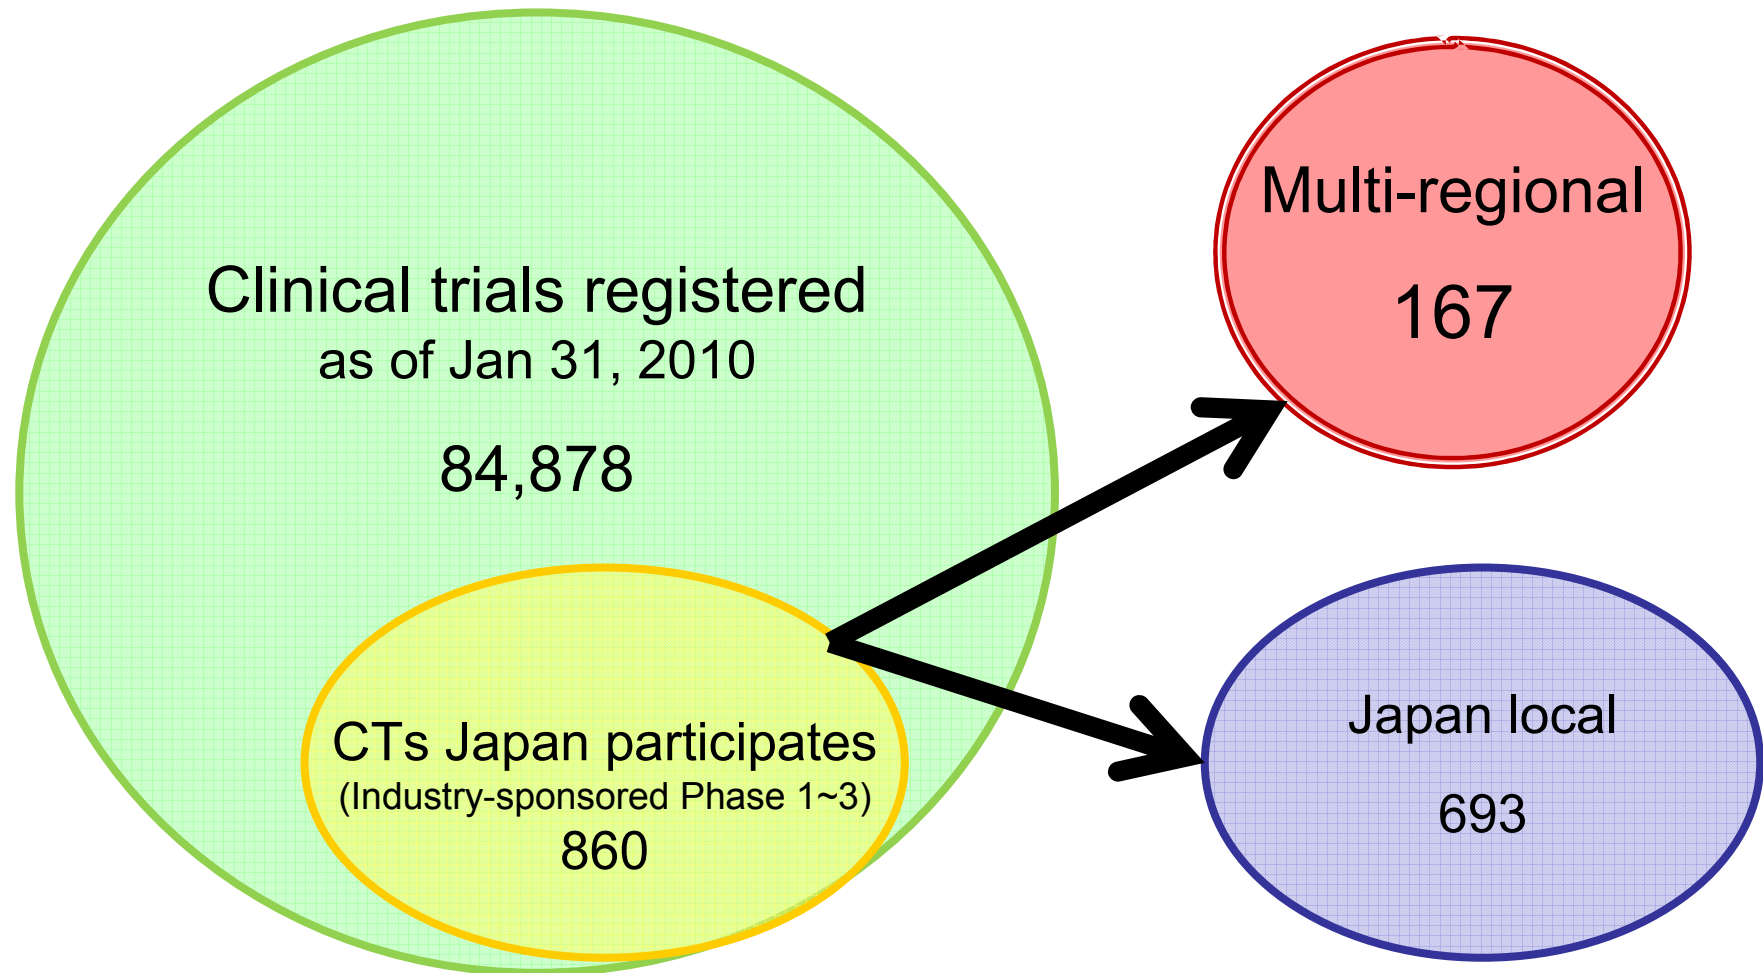 Clinical trials registered
as of Jan 31, 2010
84,878
CTs Japan participates
(Industry-sponsored Phase 1~3)
860
Multi-regional
167
Japan local
693